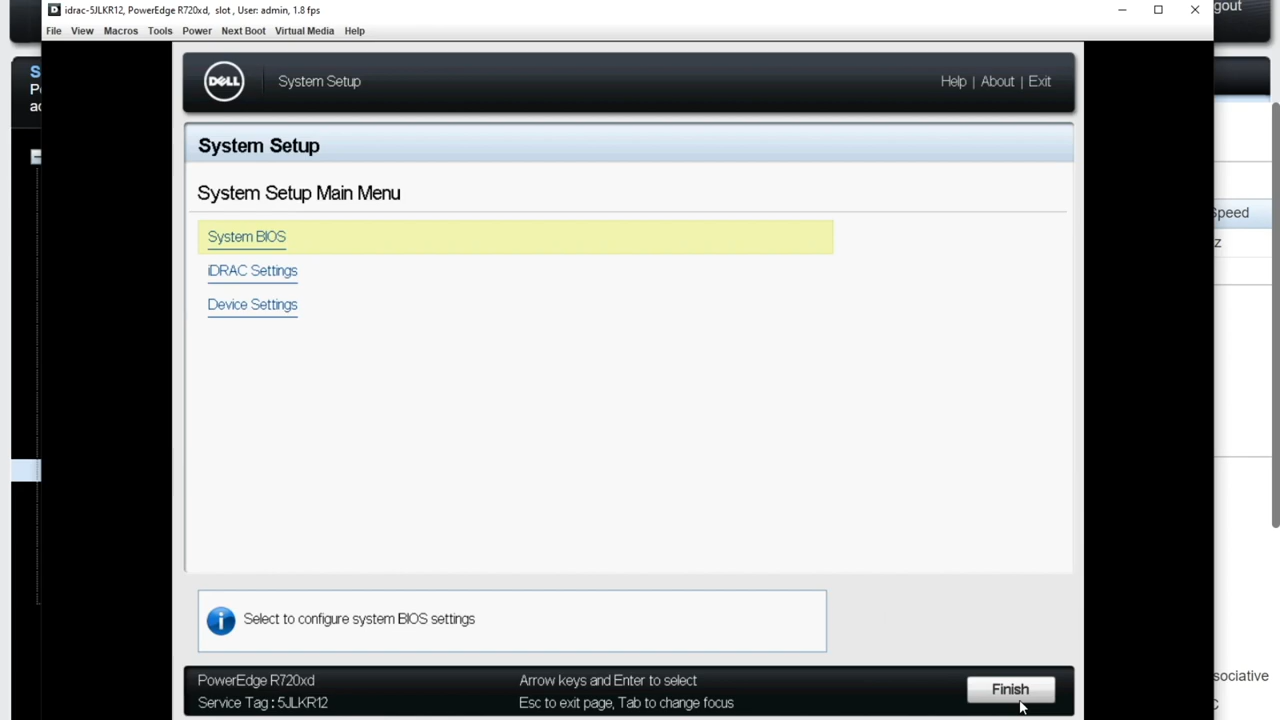 idrac-5JLKR12, PowerEdge R720xd, slot , User: admin, 1.8 fps
gout
File View Macros Tools Power Next Boot Virtual Media Help
DELL System Setup Help | About | Exit
S
P
ac
System Setup
System Setup Main Menu
System BIOS
iDRAC Settings
Device Settings
Speed
z
Select to configure system BIOS settings
PowerEdge R720xd Arrow keys and Enter to select
Service Tag : 5JLKR12 Esc to exit page, Tab to change focus
Finish
sociative
C